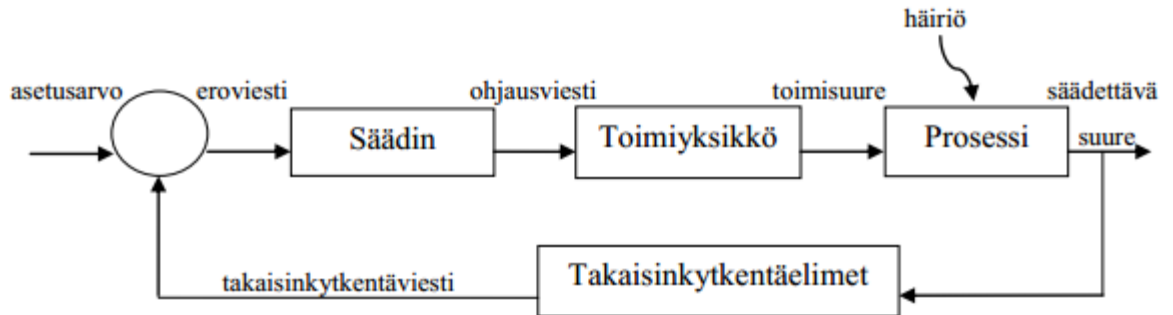 häiriö
asetusarvo
eroviesti
ohjausviesti
toimisuure
säädettävä
Säädin
Toimiyksikkö
Prosessi
suure
takaisinkytkentäviesti
Takaisinkytkentäelimet